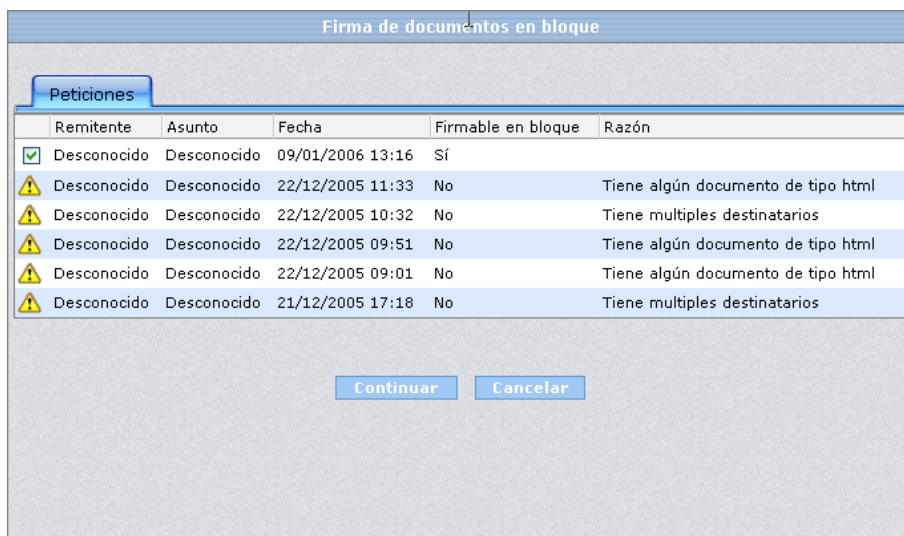 Firma de documentos en bloque
Peticiones
Remitente Asunto Fecha Firmable en bloque Razón
Desconocido Desconocido 09/01/2006 13:16 Sí
Desconocido Desconocido 22/12/2005 11:33 No Tiene algún documento de tipo html
Desconocido Desconocido 22/12/2005 10:32 No Tiene multiples destinatarios
Desconocido Desconocido 22/12/2005 09:51 No Tiene algún documento de tipo html
Desconocido Desconocido 22/12/2005 09:01 No Tiene algún documento de tipo html
Desconocido Desconocido 21/12/2005 17:18 No Tiene multiples destinatarios
Continuar Cancelar